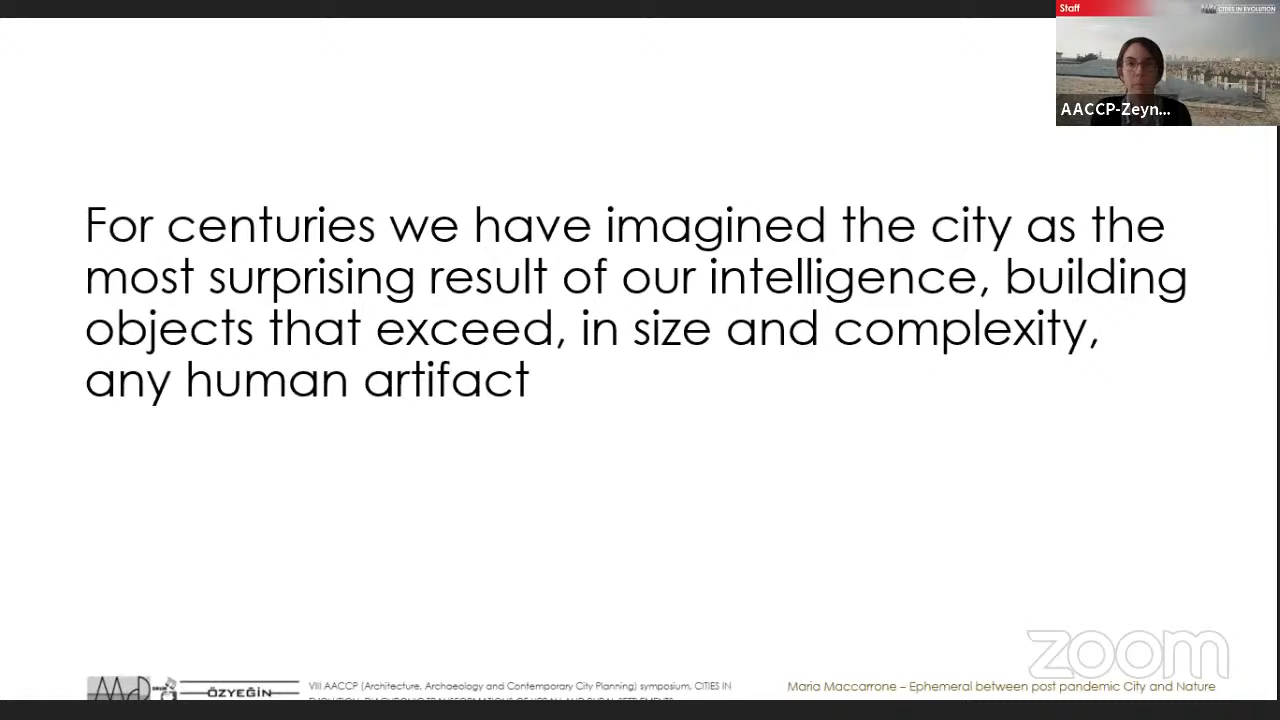 Staff
CITIES IN EVOLUTION
AACCP-Zeyn...
For centuries we have imagined the city as the
most surprising result of our intelligence, building
objects that exceed, in size and complexity,
any human artifact
zoom
ÖZYEĞİN
VIII AACCP (Architecture, Archaeology and Contemporary City Planning) symposium, CITIES IN
Maria Maccarrone – Ephemeral between post pandemic City and Nature